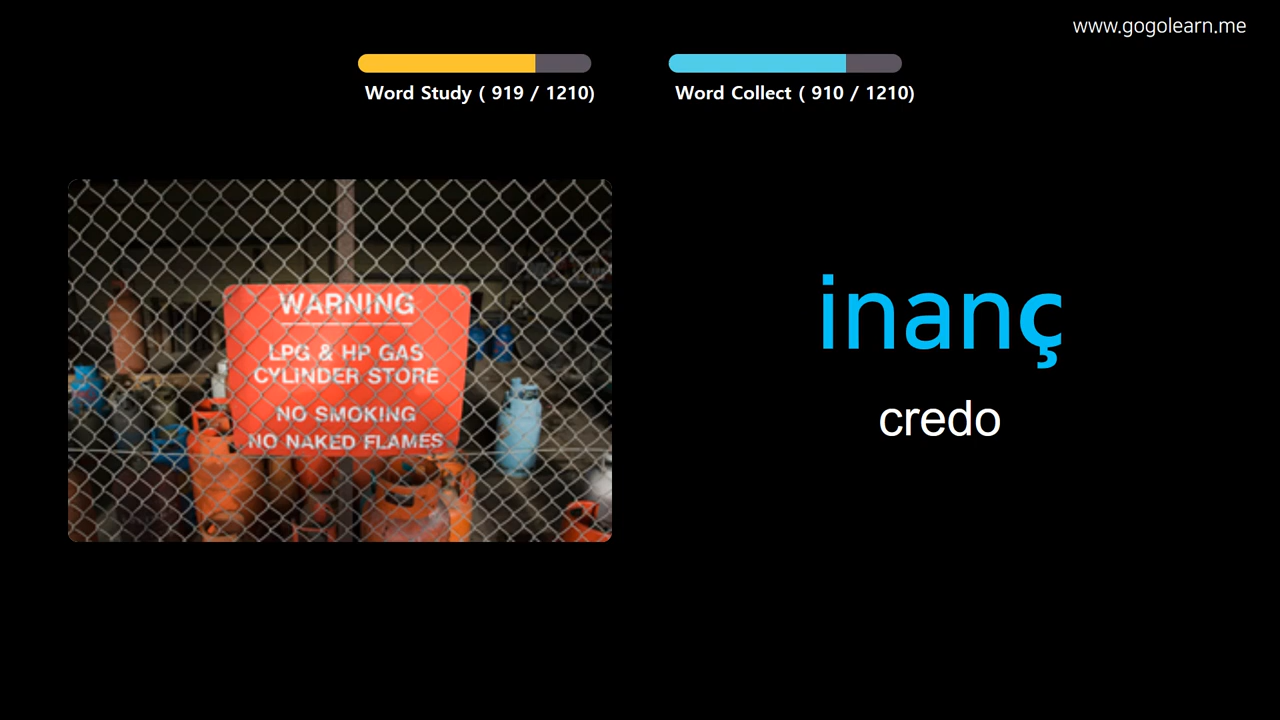 www.gogolearn.me
Word Study ( 919 / 1210)
Word Collect ( 910 / 1210)
WARNING
LPG & HP GAS
CYLINDER STORE
NO SMOKING
NO NAKED FLAMES
inanç
credo